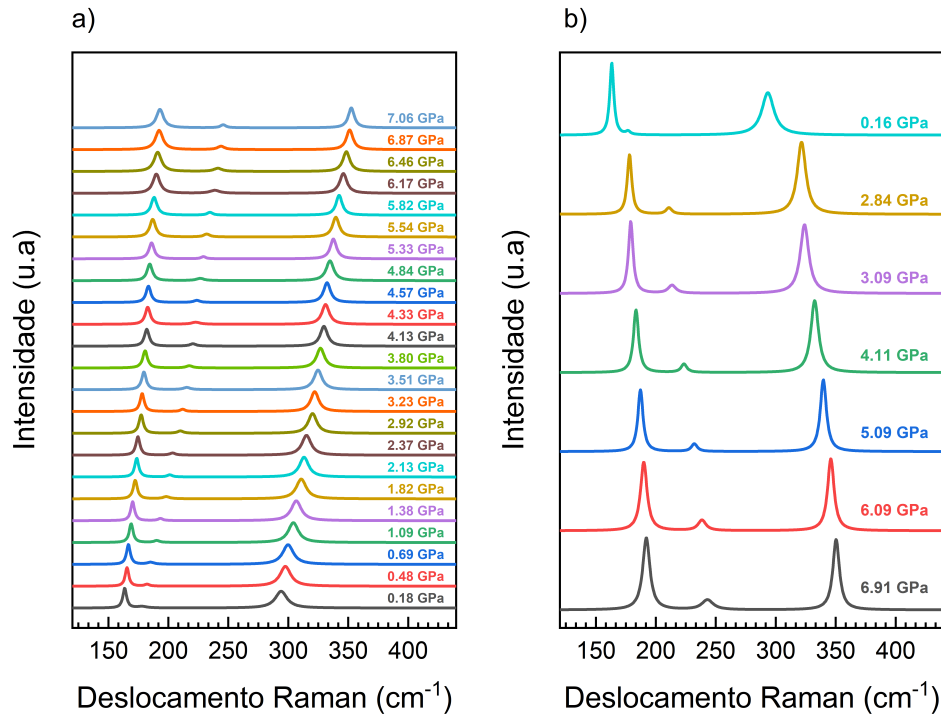 a)
Intensidade (u.a)
7.06 GPa
6.87 GPa
6.46 GPa
6.17 GPa
5.82 GPa
5.54 GPa
5.33 GPa
4.84 GPa
4.57 GPa
4.33 GPa
4.13 GPa
3.80 GPa
3.51 GPa
3.23 GPa
2.92 GPa
2.37 GPa
2.13 GPa
1.82 GPa
1.38 GPa
1.09 GPa
0.69 GPa
0.48 GPa
0.18 GPa
150 200 250 300 350 400
Deslocamento Raman (cm⁻¹)
b)
Intensidade (u.a)
0.16 GPa
2.84 GPa
3.09 GPa
4.11 GPa
5.09 GPa
6.09 GPa
6.91 GPa
150 200 250 300 350 400
Deslocamento Raman (cm⁻¹)